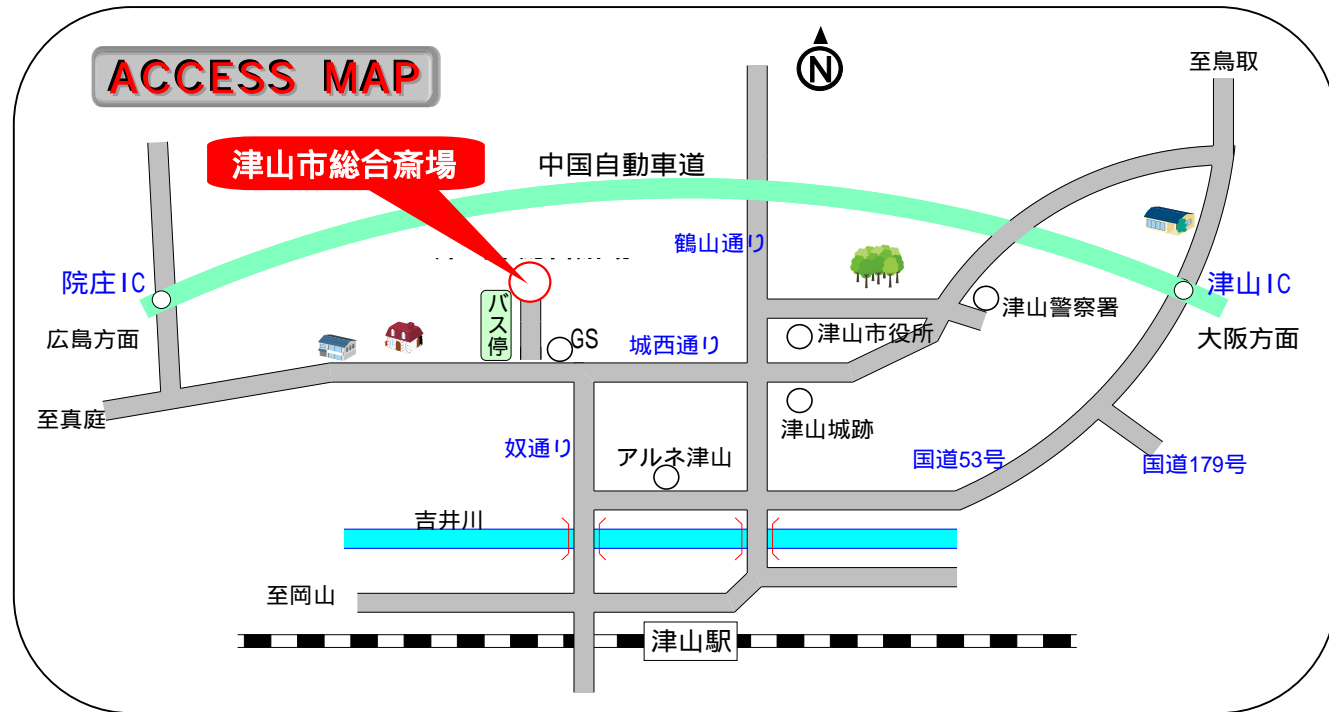 ACCESS MAP
N
至鳥取
津山市総合斎場
中国自動車道
鶴山通り
院庄IC
津山IC
バス停
津山警察署
広島方面
GS
城西通り
津山市役所
大阪方面
至真庭
津山城跡
奴通り
アルネ津山
国道53号
国道179号
吉井川
至岡山
津山駅